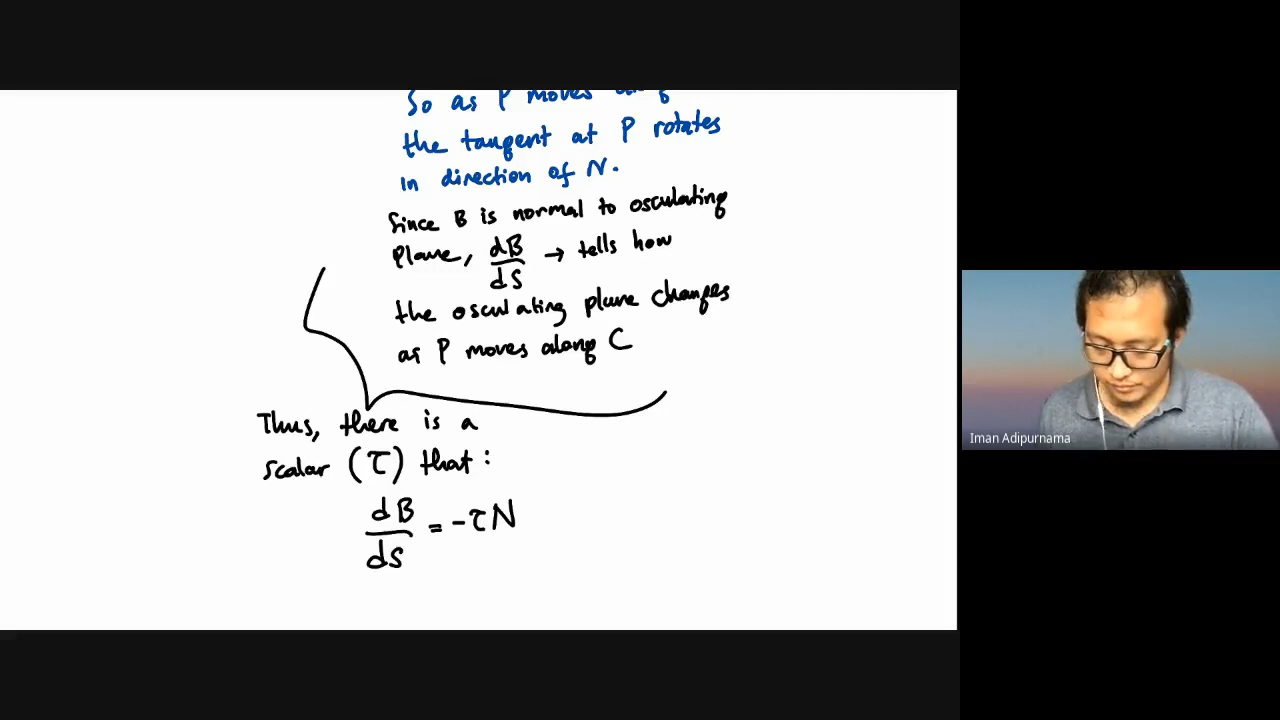 So as P moves along
the tangent at P rotates
in direction of N.
Since B is normal to osculating
plane, dB/ds → tells how
the osculating plane changes
as P moves along C
Thus, there is a
scalar (τ) that :
dB/ds = -τN
Iman Adipurnama